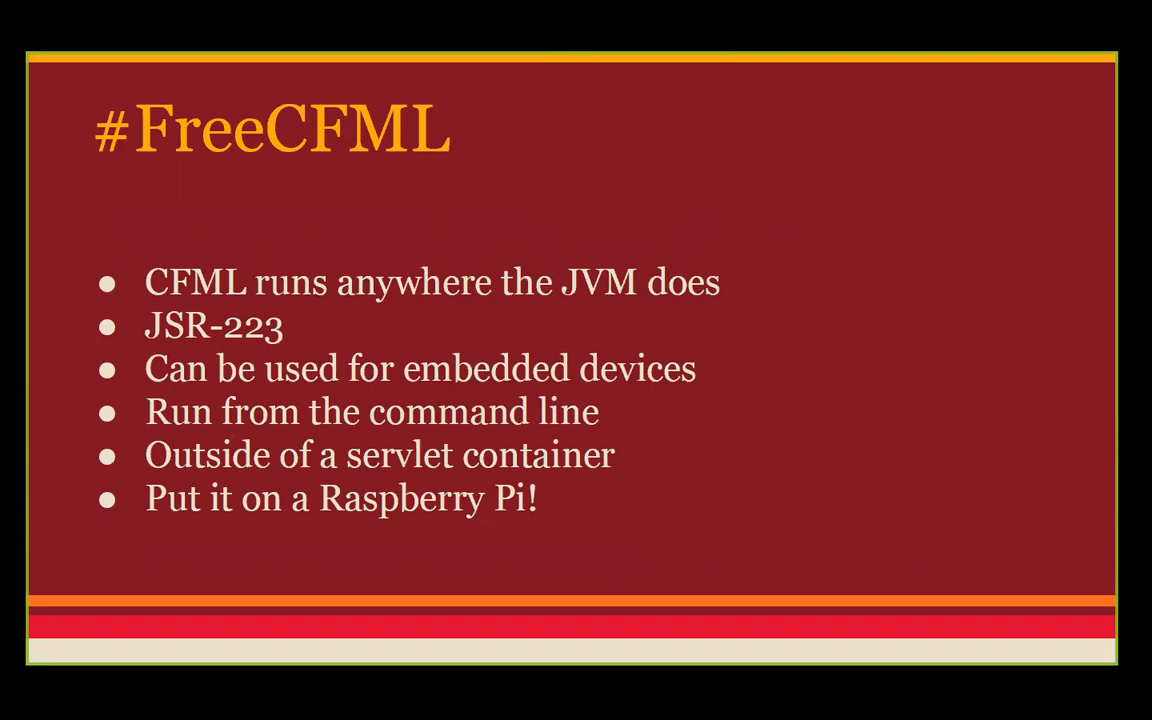 #FreeCFML
● CFML runs anywhere the JVM does
● JSR-223
● Can be used for embedded devices
● Run from the command line
● Outside of a servlet container
● Put it on a Raspberry Pi!